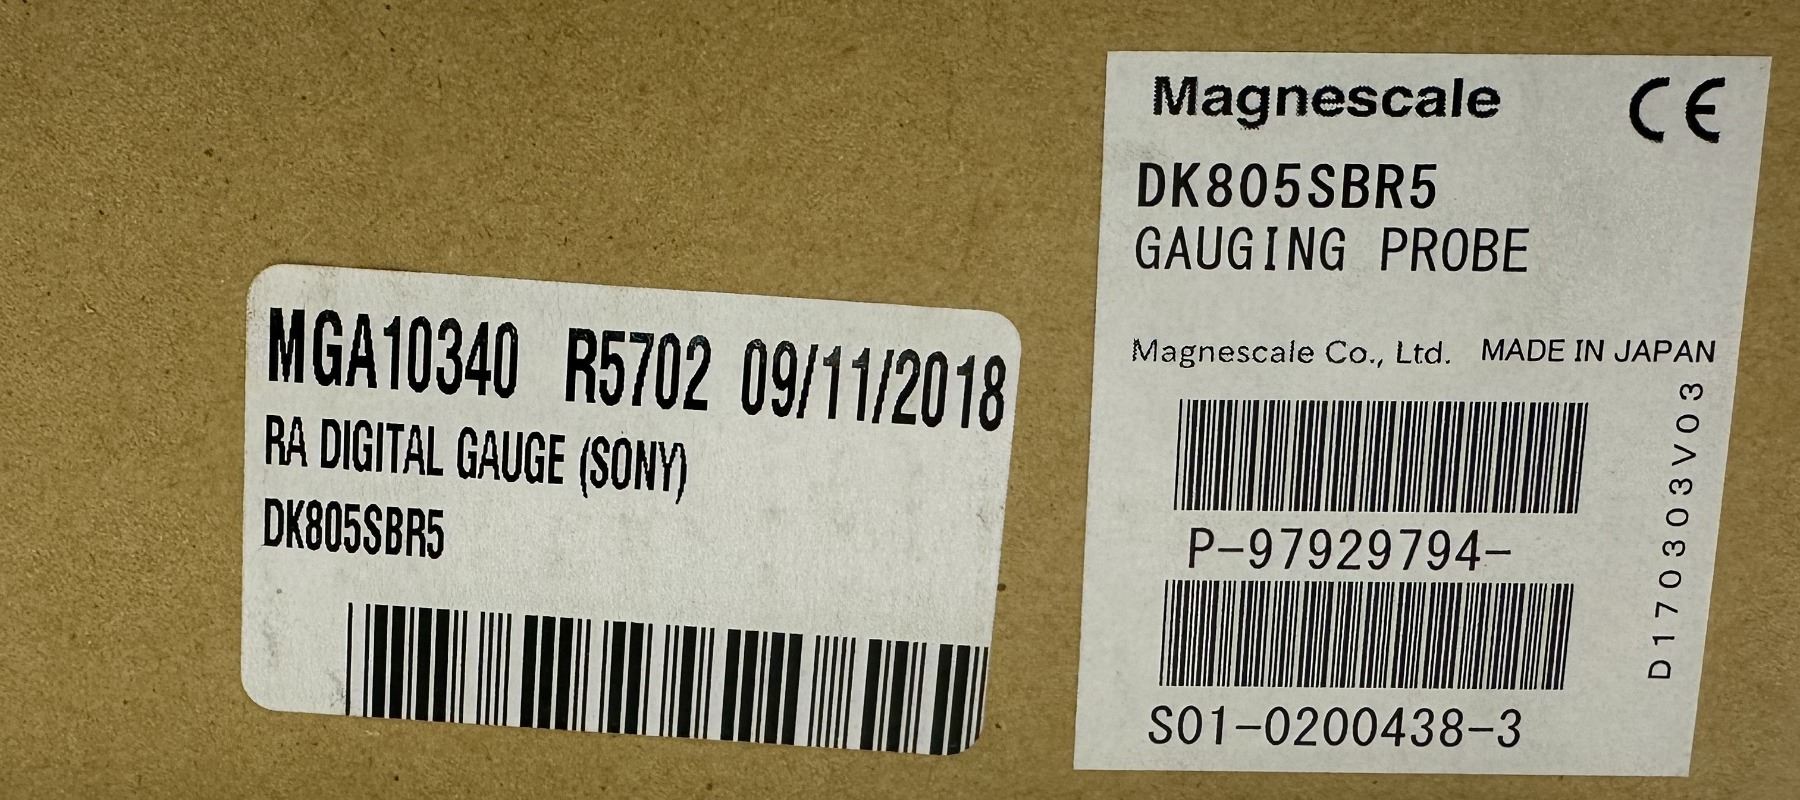 MGA10340 R5702 09/11/2018
RA DIGITAL GAUGE (SONY)
DK805SBR5
Magnescale CE
DK805SBR5
GAUGING PROBE
Magnescale Co., Ltd. MADE IN JAPAN
P-97929794-
S01-0200438-3
D170303V03